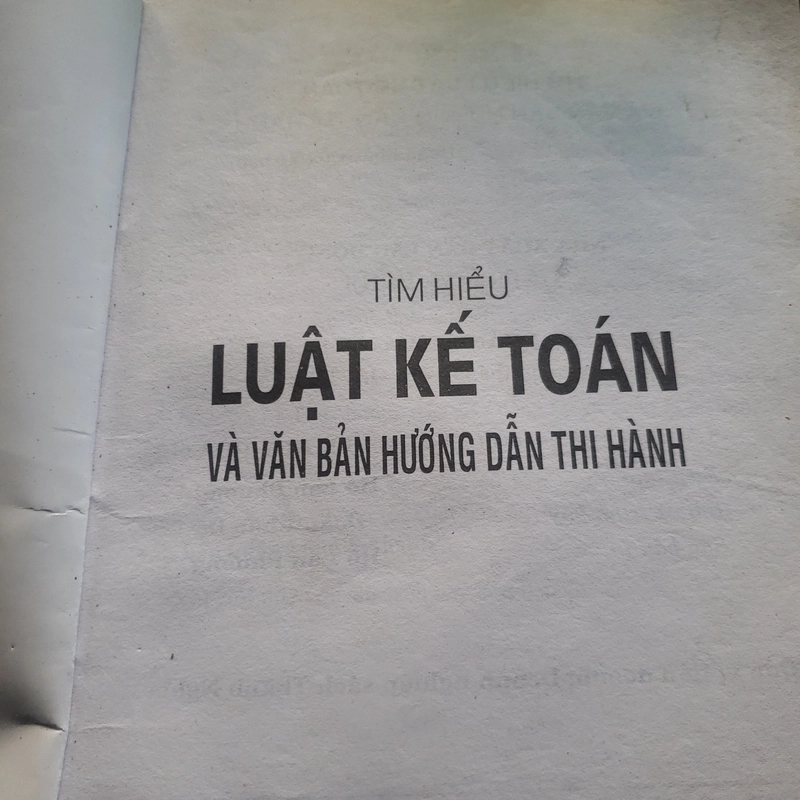 TÌM HIỂU
LUẬT KẾ TOÁN
VÀ VĂN BẢN HƯỚNG DẪN THI HÀNH